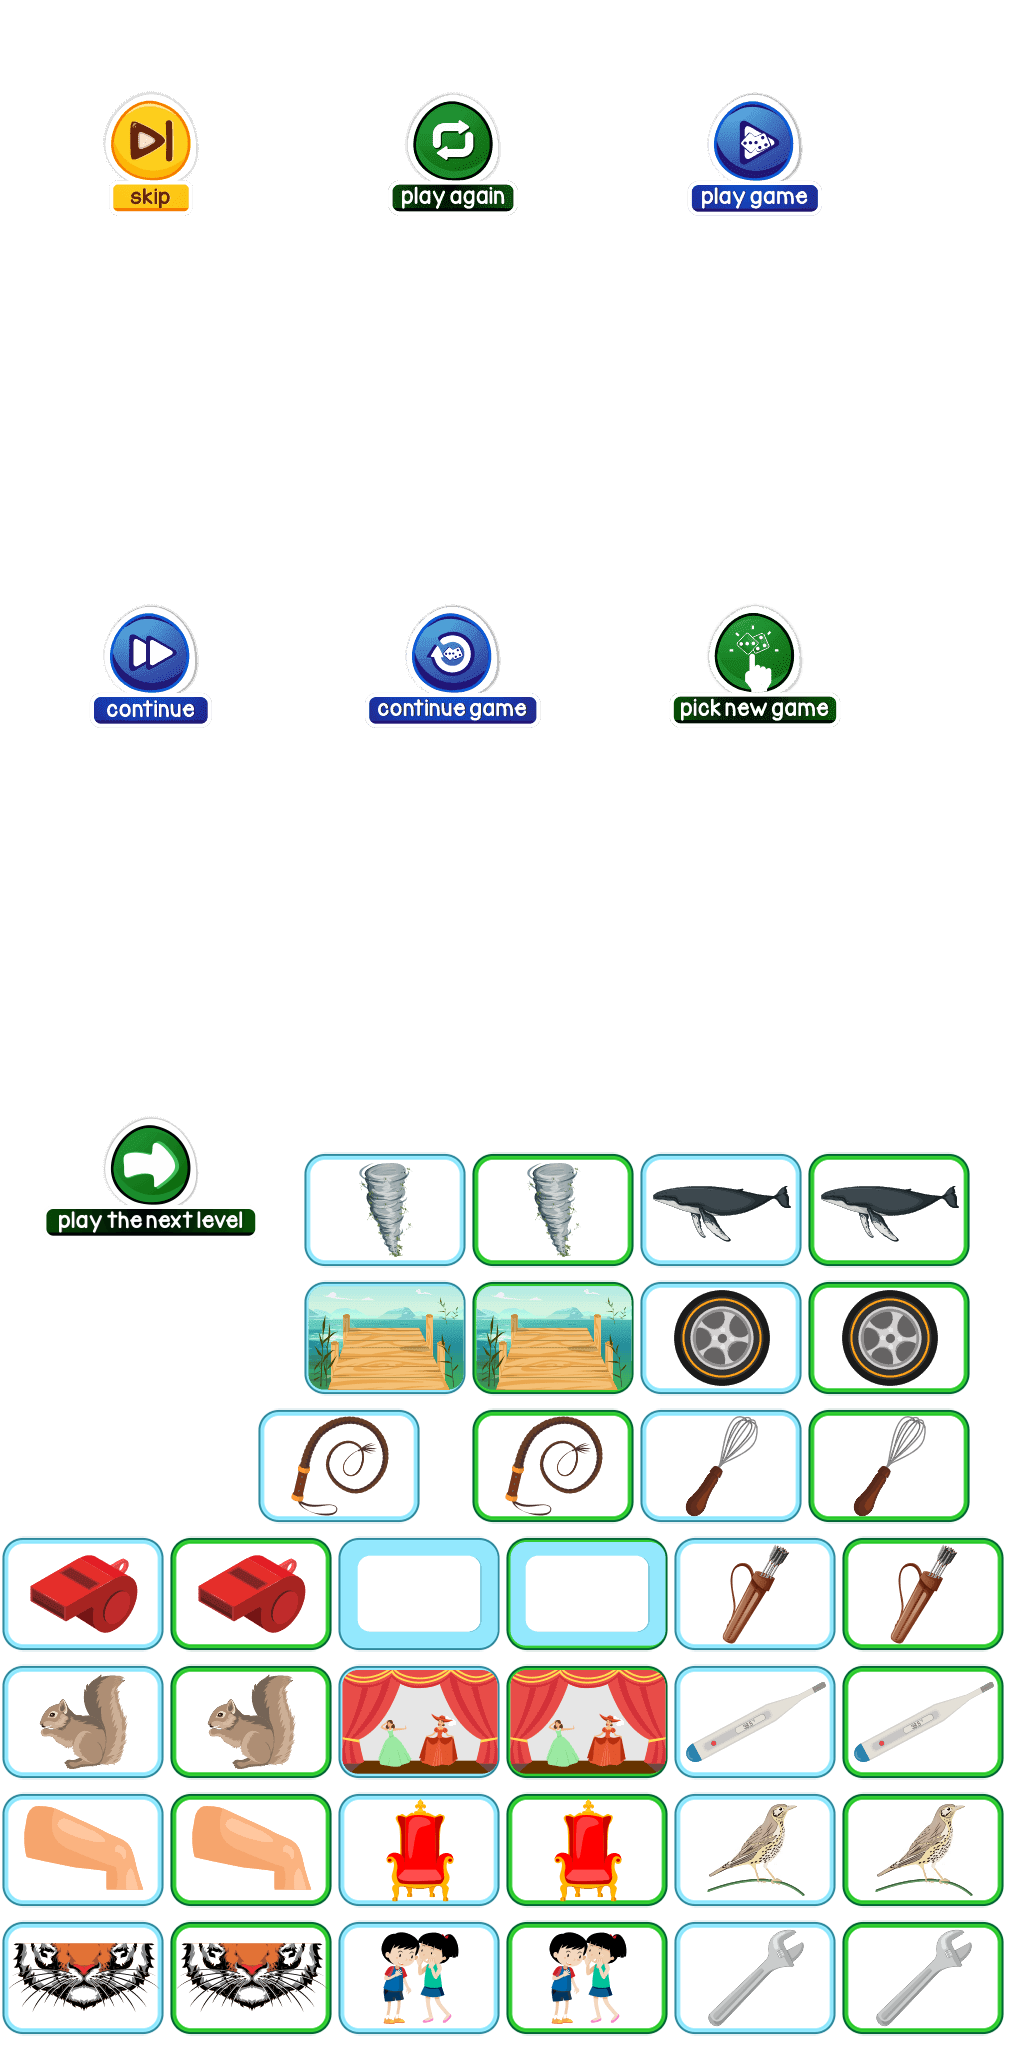 skip
play again
play game
continue
continue game
pick new game
play the next level